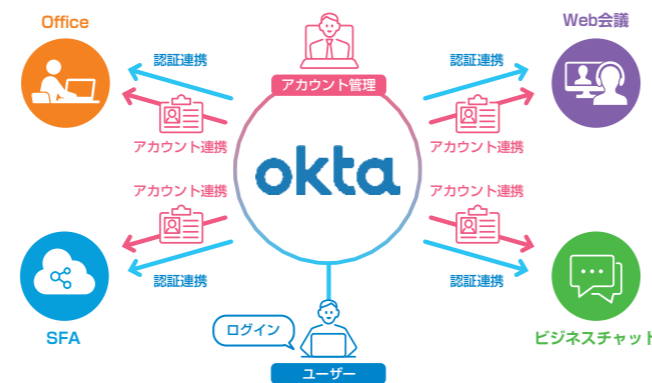 Office
Web会議
認証連携
認証連携
アカウント管理
アカウント連携
アカウント連携
okta
アカウント連携
アカウント連携
認証連携
認証連携
SFA
ログイン
ビジネスチャット
ユーザー